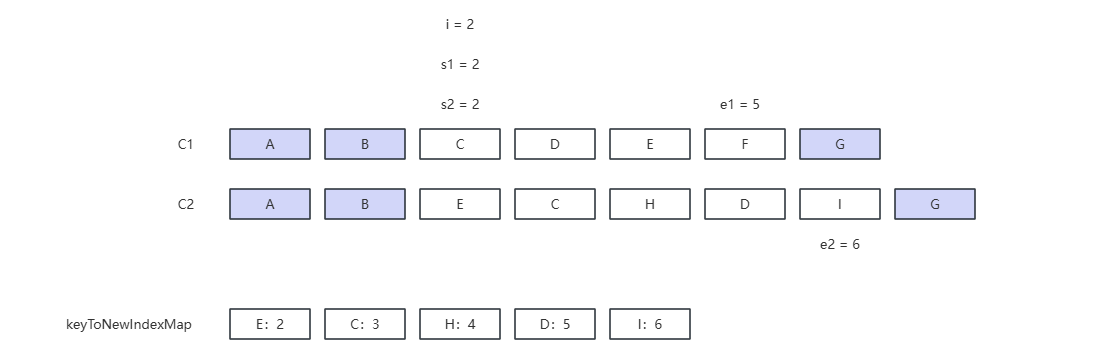 i = 2
s1 = 2
s2 = 2 e1 = 5
C1 A B C D E F G
C2 A B E C H D I G
e2 = 6
keyToNewIndexMap E: 2 C: 3 H: 4 D: 5 I: 6